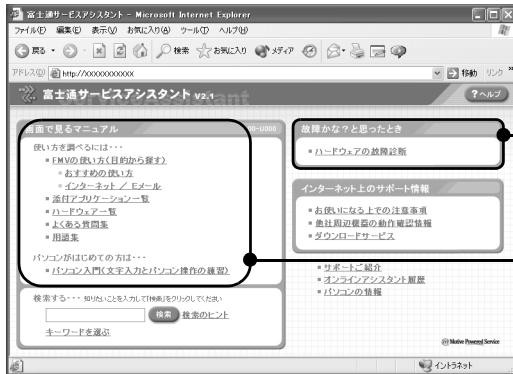 富士通サービスアシスタント - Microsoft Internet Explorer
ファイル(F) 編集(E) 表示(V) お気に入り(A) ツール(T) ヘルプ(H)
戻る 検索 お気に入り メディア
アドレス(D) http://XXXXXXXXXXX 移動 リンク »
富士通サービスアシスタント V2.1 ?ヘルプ
画面で見るマニュアル 0-U000
使い方を調べるには・・・
FMVの使い方(目的から探す)
おすすめの使い方
インターネット / Eメール
添付アプリケーション一覧
ハードウェア一覧
よくある質問集
用語集
パソコンがはじめての方は・・・
パソコン入門(文字入力とパソコン操作の練習)
検索する・・・ 知りたいことを入力して「検索」をクリックしてください
検索 検索のヒント
キーワードを選ぶ
故障かな?と思ったとき
ハードウェアの故障診断
インターネット上のサポート情報
お使いになる上での注意事項
他社周辺機器の動作確認情報
ダウンロードサービス
サポートご紹介
オンラインアシスタント履歴
パソコンの情報
Motive Powered Service
イントラネット